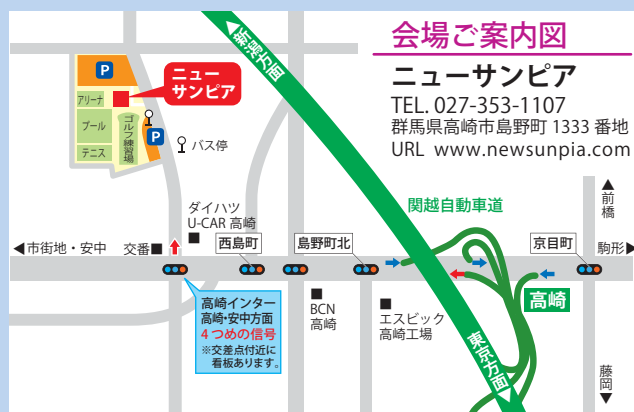 会場ご案内図
ニューサンピア
TEL. 027-353-1107
群馬県高崎市島野町 1333 番地
URL www.newsunpia.com
▲新潟方面
P
ニュー
サンピア
アリーナ
プール
テニス
ゴルフ練習場
P
バス停
関越自動車道
▲前橋
ダイハツ
U-CAR 高崎
◀市街地・安中
交番■
西島町
島野町北
京目町
駒形▶
高崎インター
高崎・安中方面
4 つめの信号
※交差点付近に
看板あります。
■
BCN
高崎
■
エスビック
高崎工場
高崎
東京方面▼
藤岡▼